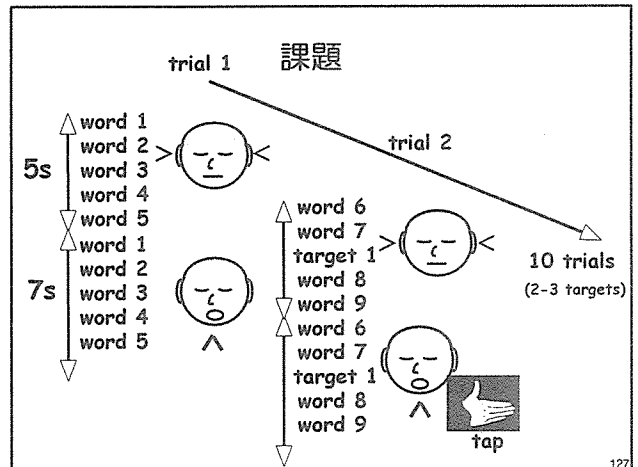 課題
trial 1
trial 2
5s
word 1
word 2
word 3
word 4
word 5
7s
word 1
word 2
word 3
word 4
word 5
word 6
word 7
target 1
word 8
word 9
word 6
word 7
target 1
word 8
word 9
tap
10 trials
(2-3 targets)
127